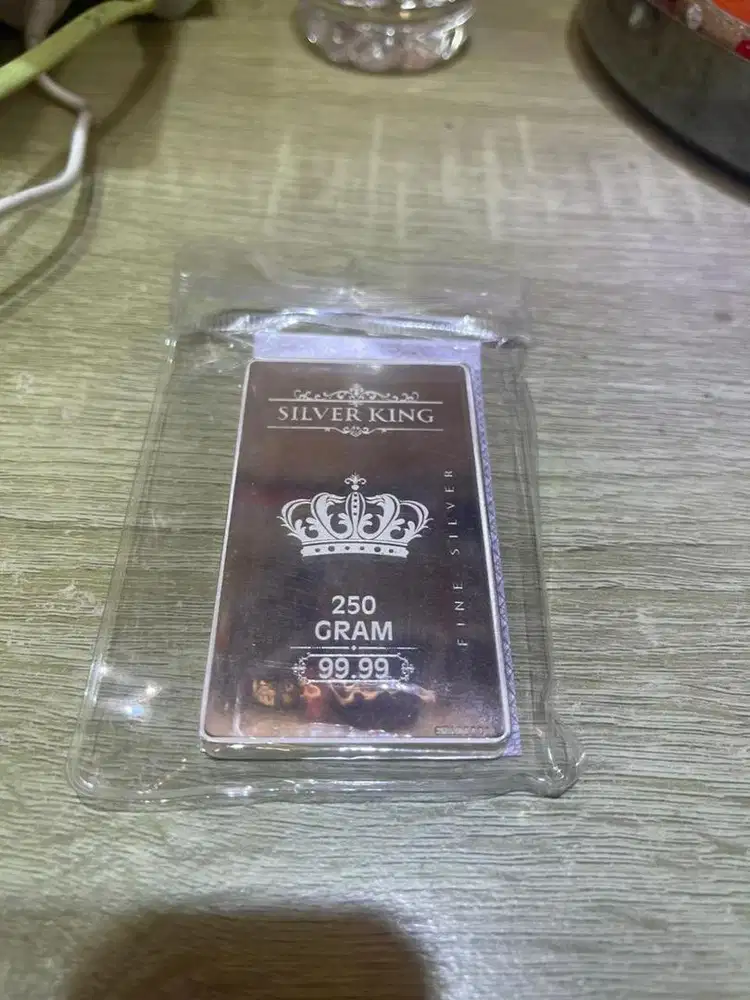 SILVER KING
FINE SILVER
250
GRAM
99.99